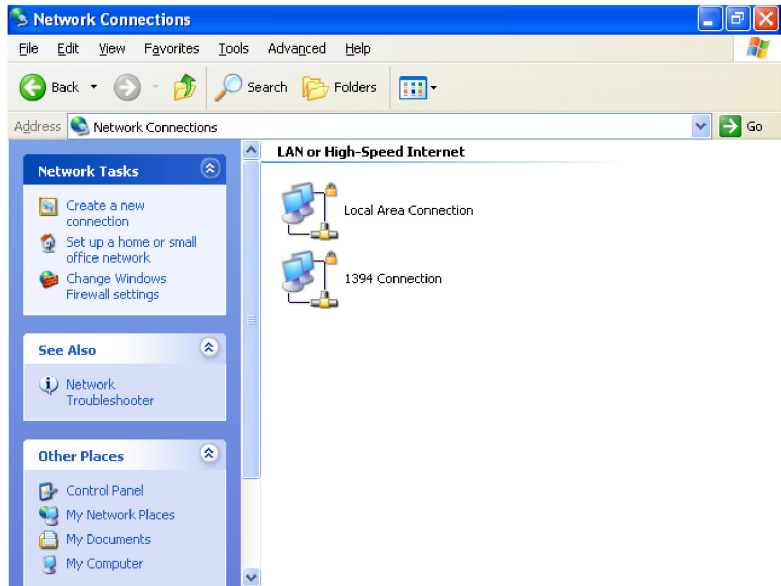 Network Connections
File Edit View Favorites Tools Advanced Help
Back Search Folders
Address Network Connections Go
Network Tasks
Create a new
connection
Set up a home or small
office network
Change Windows
Firewall settings
See Also
Network
Troubleshooter
Other Places
Control Panel
My Network Places
My Documents
My Computer
LAN or High-Speed Internet
Local Area Connection
1394 Connection